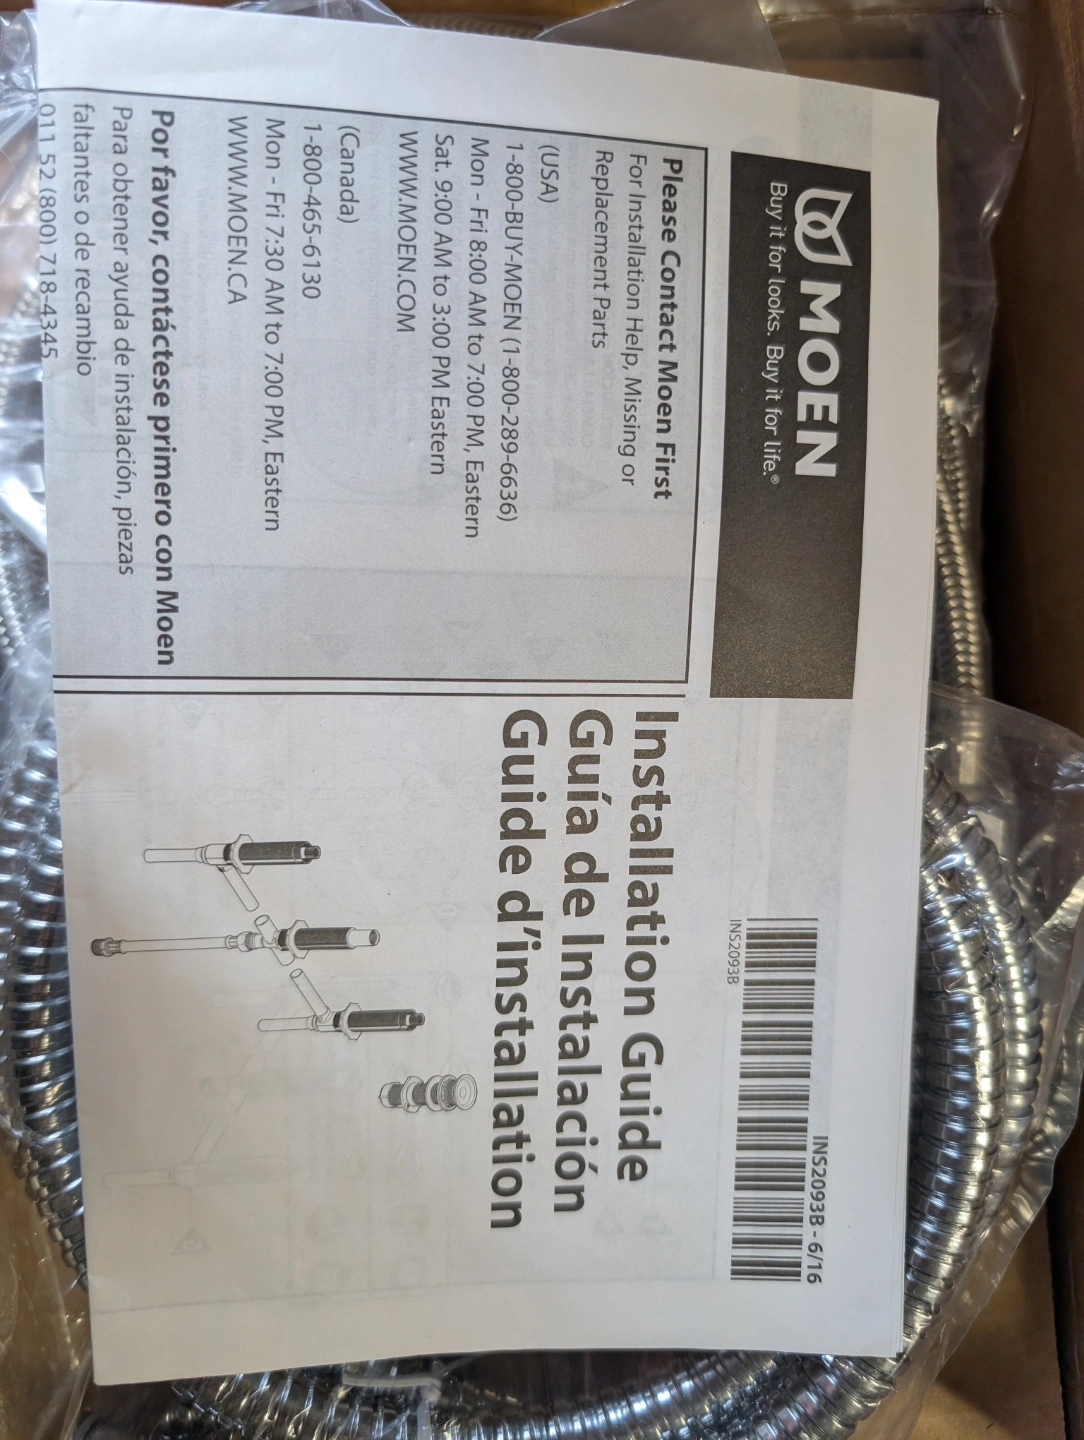 MOEN
Buy it for looks. Buy it for life.®
INS2093B - 6/16
INS2093B
Please Contact Moen First
For Installation Help, Missing or
Replacement Parts
(USA)
1-800-BUY-MOEN (1-800-289-6636)
Mon - Fri 8:00 AM to 7:00 PM, Eastern
Sat. 9:00 AM to 3:00 PM Eastern
WWW.MOEN.COM
(Canada)
1-800-465-6130
Mon - Fri 7:30 AM to 7:00 PM, Eastern
WWW.MOEN.CA
Por favor, contáctese primero con Moen
Para obtener ayuda de instalación, piezas
faltantes o de recambio
011 52 (800) 718-4345
Installation Guide
Guía de Instalación
Guide d'installation